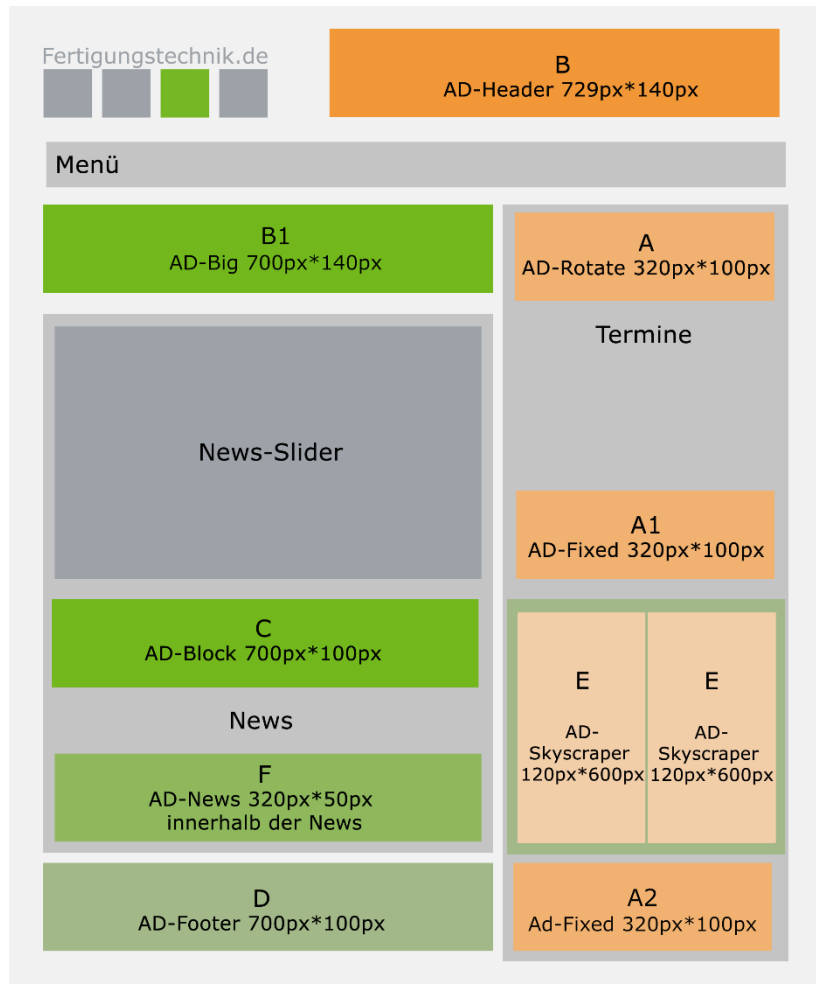 Fertigungstechnik.de
B
AD-Header 729px*140px
Menü
B1
AD-Big 700px*140px
A
AD-Rotate 320px*100px
Termine
News-Slider
A1
AD-Fixed 320px*100px
C
AD-Block 700px*100px
News
F
AD-News 320px*50px
innerhalb der News
E
AD-
Skyscraper
120px*600px
E
AD-
Skyscraper
120px*600px
D
AD-Footer 700px*100px
A2
Ad-Fixed 320px*100px